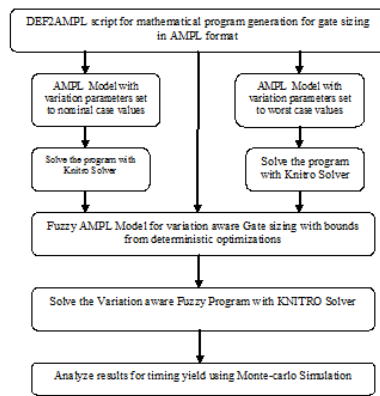 DEF2AMPL script for mathematical program generation for gate sizing
in AMPL format
AMPL Model with
variation parameters set
to nominal case values
AMPL Model with
variation parameters set
to worst case values
Solve the program with
Knitro Solver
Solve the program
with Knitro Solver
Fuzzy AMPL Model for variation aware Gate sizing with bounds
from deterministic optimizations
Solve the Variation aware Fuzzy Program with KNITRO Solver
Analyze results for timing yield using Monte-carlo Simulation